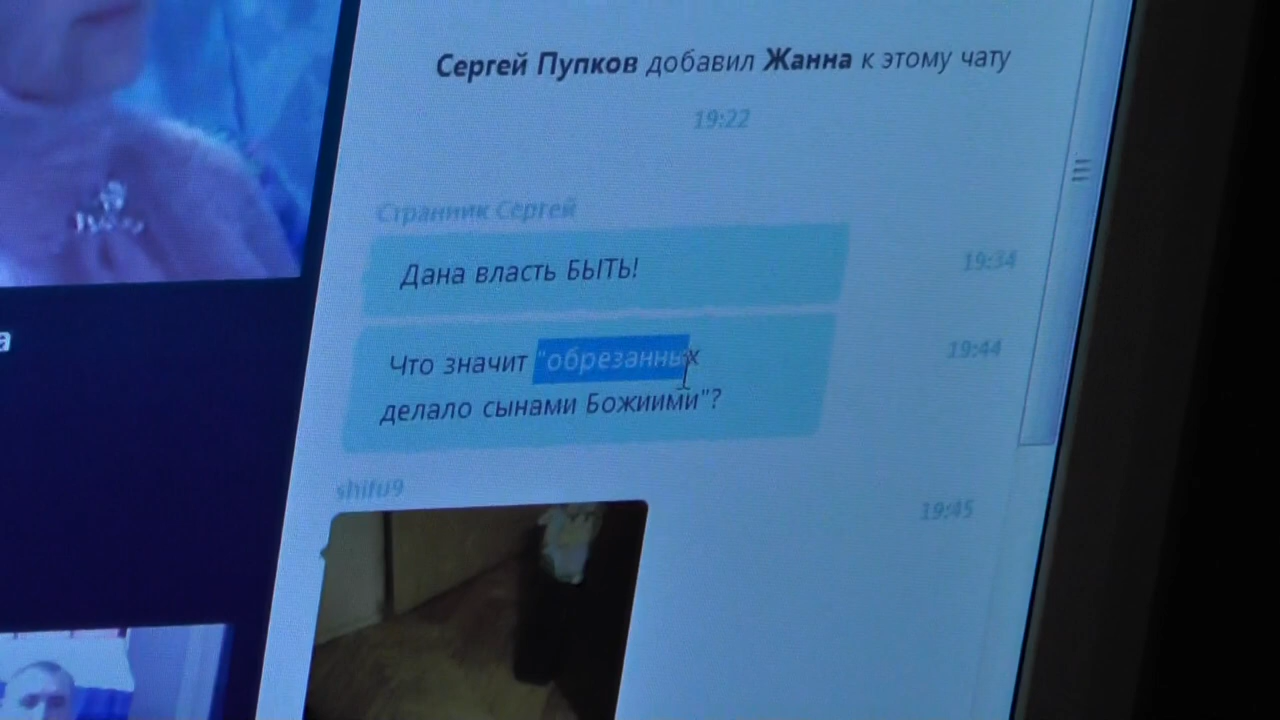 Сергей Пупков добавил Жанна к этому чату
19:22
Странник Сергей
Дана власть БЫТЬ!
19:34
Что значит "обрезанных
19:44
делало сынами Божиими"?
shifu9
19:45
а